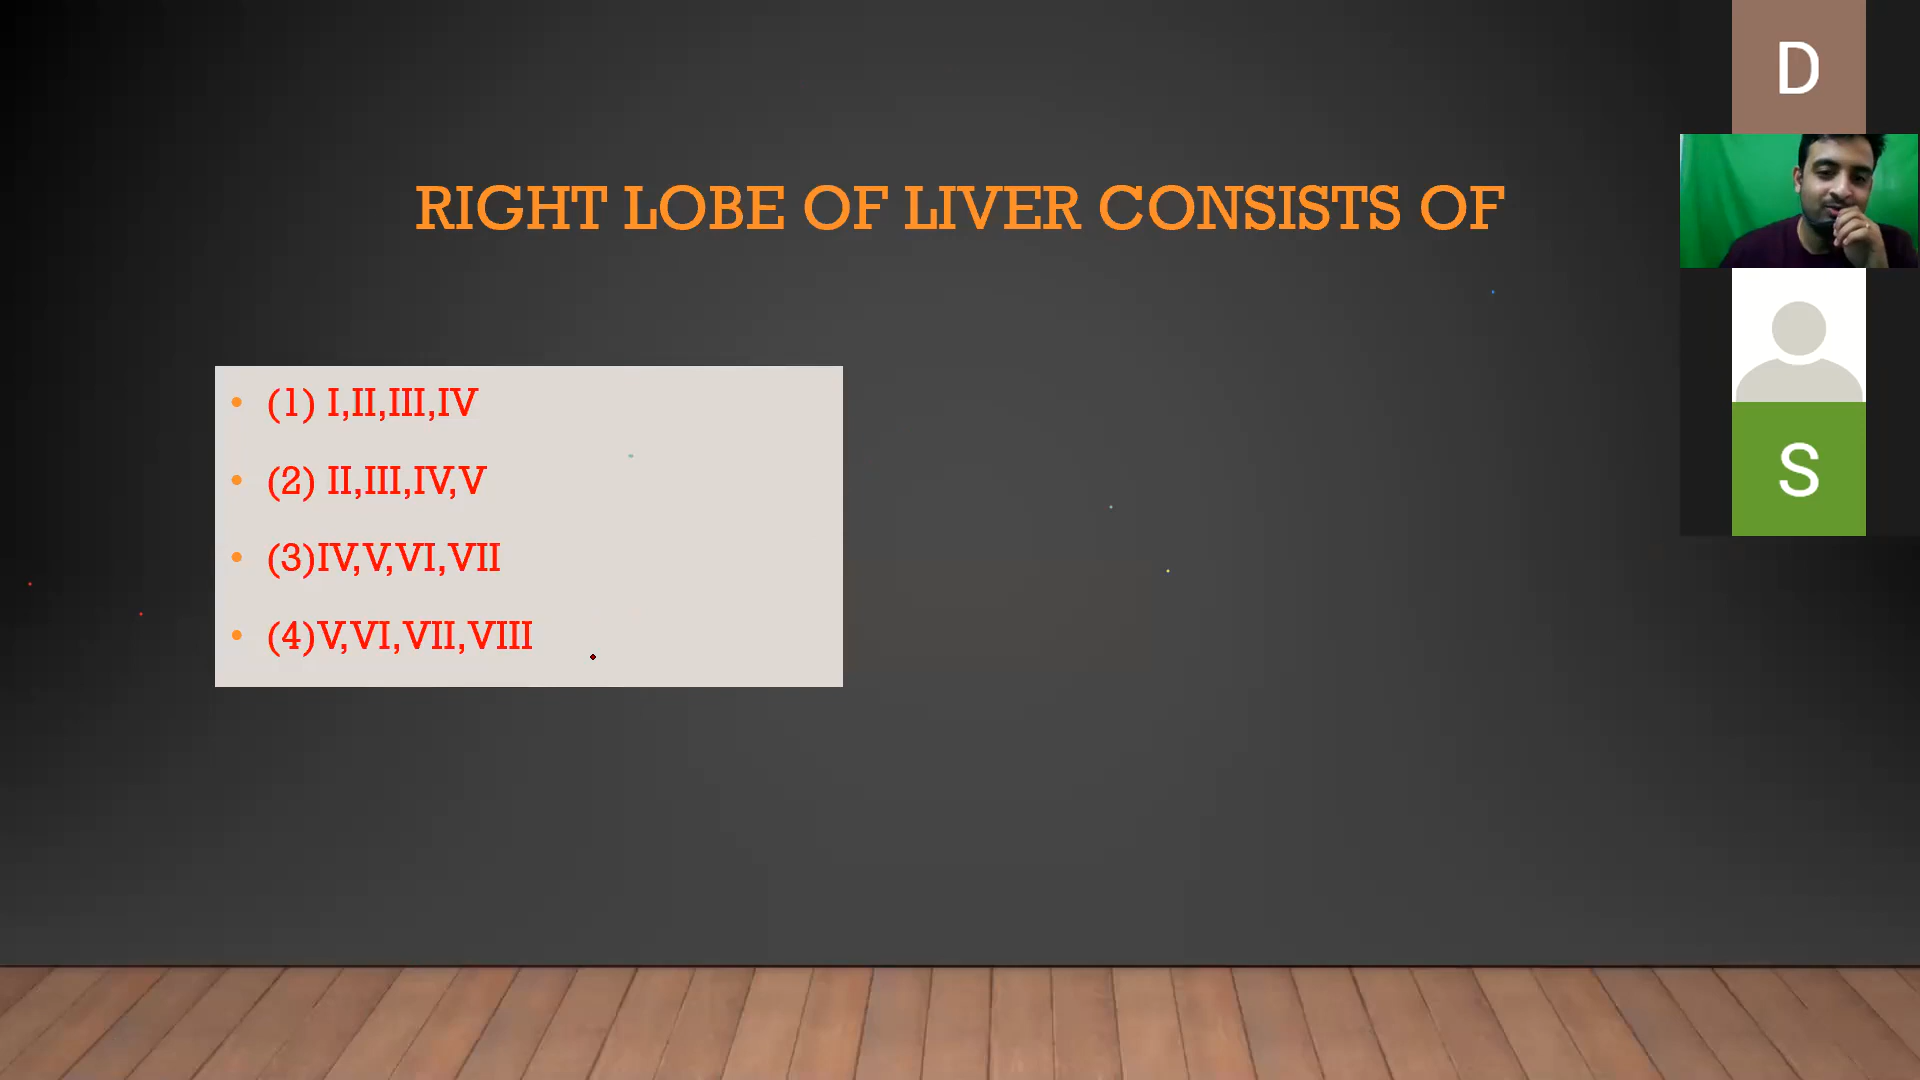 RIGHT LOBE OF LIVER CONSISTS OF
• (1) I,II,III,IV
• (2) II,III,IV,V
• (3)IV,V,VI,VII
• (4)V,VI,VII,VIII
D
S